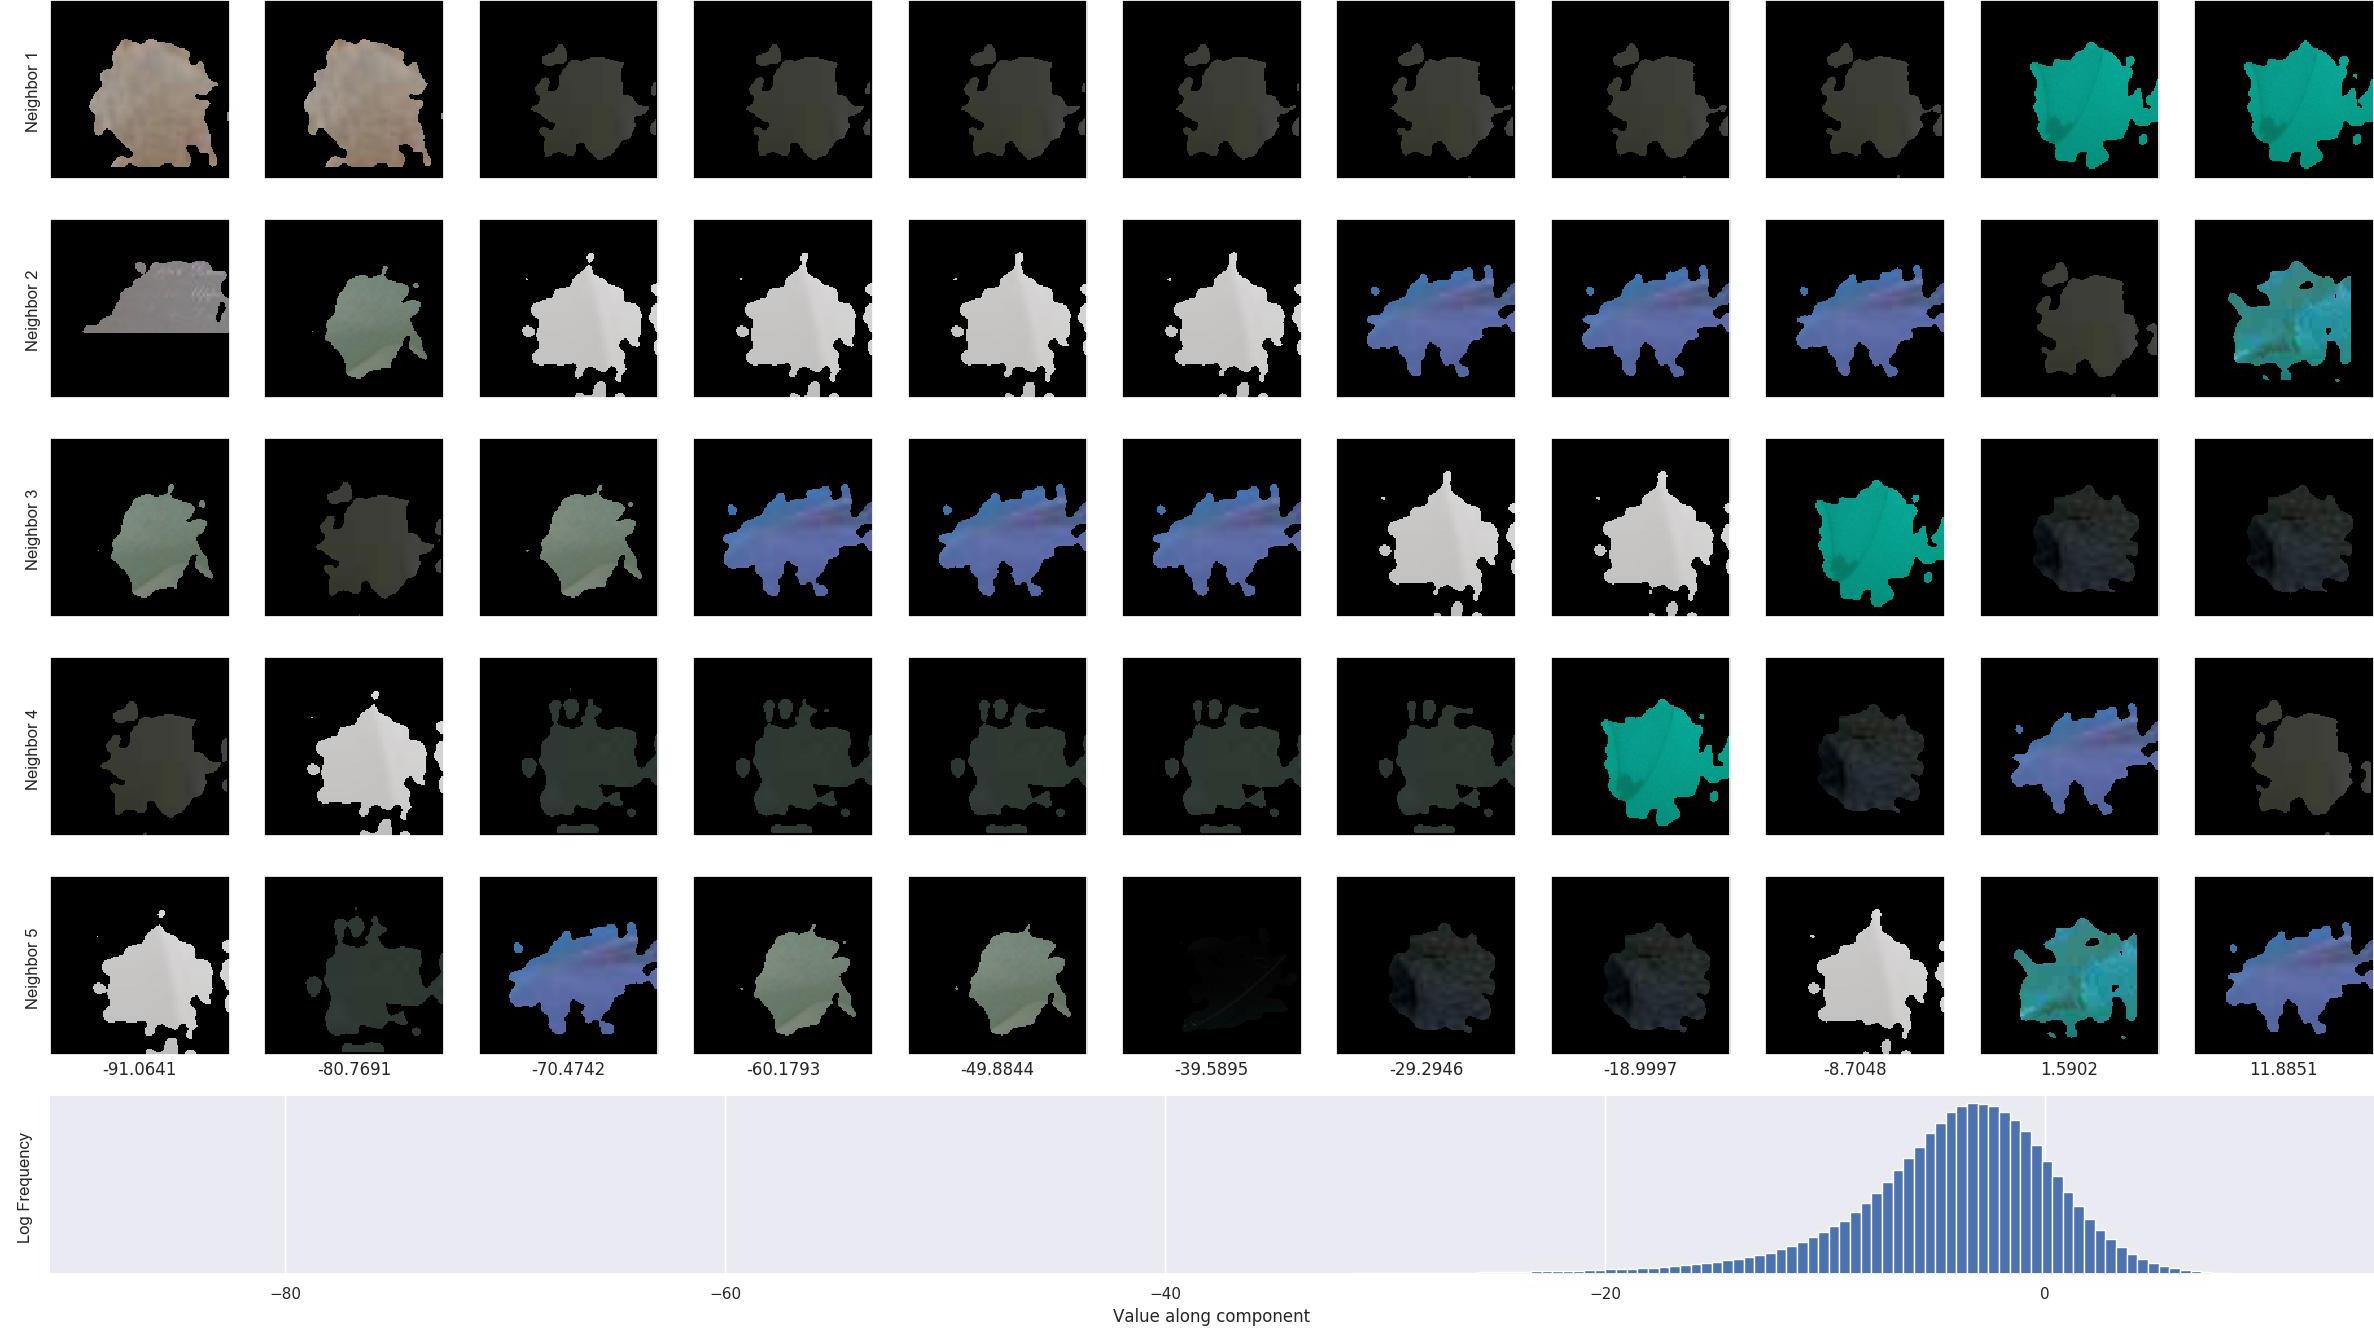 Neighbor 1
Neighbor 2
Neighbor 3
Neighbor 4
Neighbor 5
-91.0641 -80.7691 -70.4742 -60.1793 -49.8844 -39.5895 -29.2946 -18.9997 -8.7048 1.5902 11.8851
Log Frequency
−80 −60 −40 −20 0
Value along component